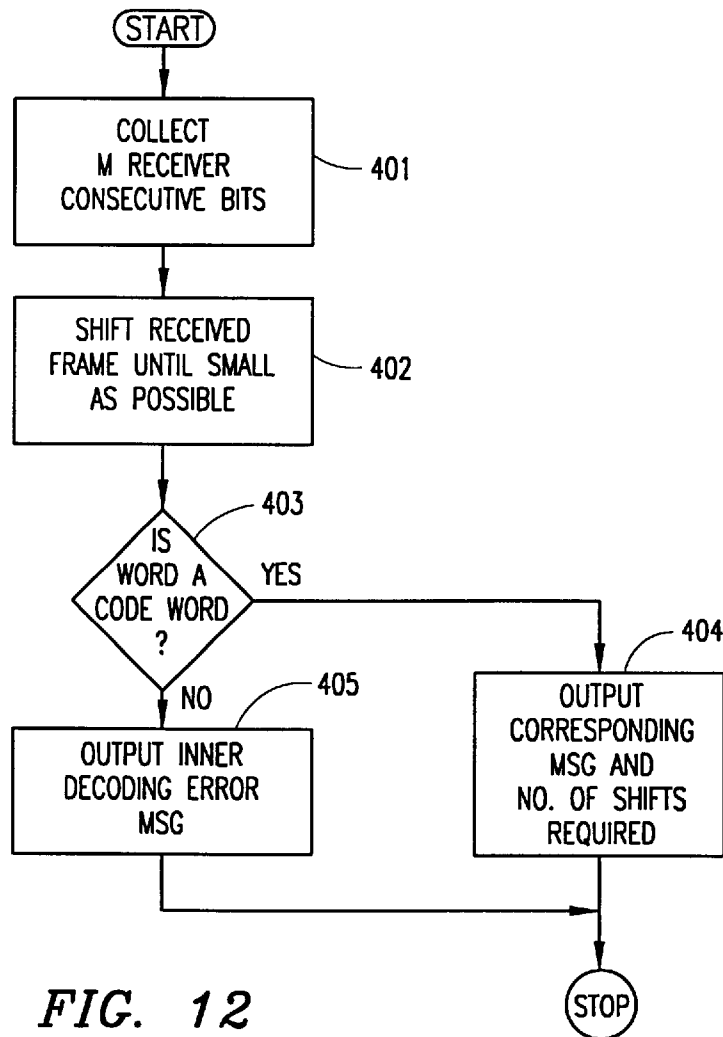 START
COLLECT
M RECEIVER
CONSECUTIVE BITS
401
SHIFT RECEIVED
FRAME UNTIL SMALL
AS POSSIBLE
402
403
IS
WORD A
CODE WORD
?
YES
NO
404
OUTPUT
CORRESPONDING
MSG AND
NO. OF SHIFTS
REQUIRED
405
OUTPUT INNER
DECODING ERROR
MSG
STOP
FIG. 12